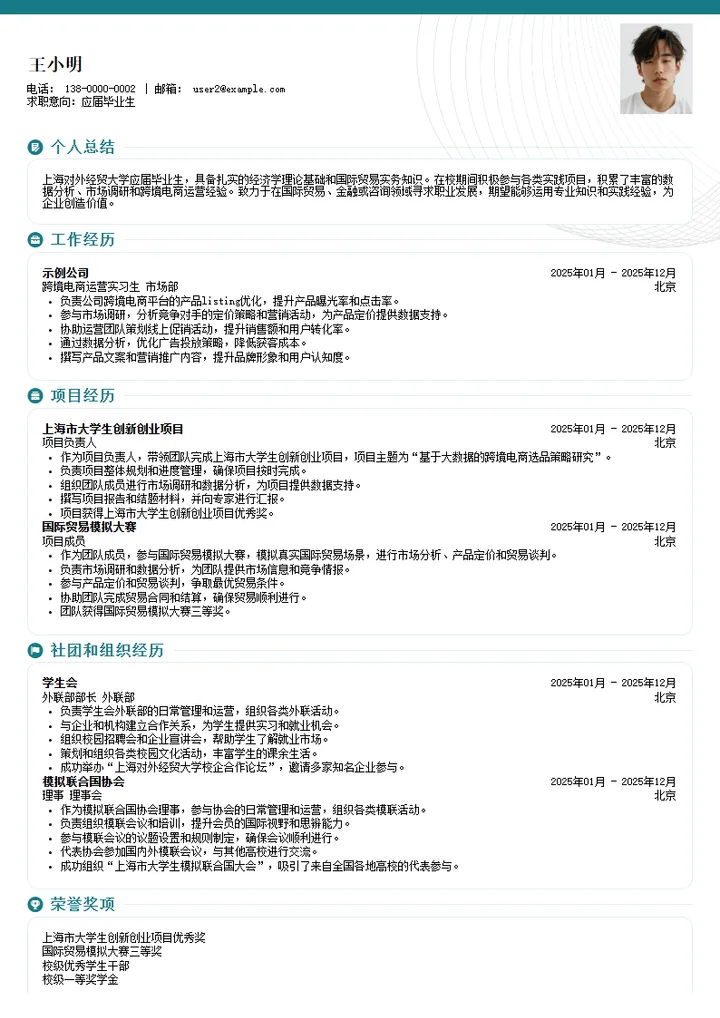 王小明
电话： 138-0000-0002 | 邮箱： user2@example.com
求职意向：应届毕业生
个人总结
上海对外经贸大学应届毕业生，具备扎实的经济学理论基础和国际贸易实务知识。在校期间积极参与各类实践项目，积累了丰富的数
据分析、市场调研和跨境电商运营经验。致力于在国际贸易、金融或咨询领域寻求职业发展，期望能够运用专业知识和实践经验，为
企业创造价值。
工作经历
示例公司 2025年01月 - 2025年12月
跨境电商运营实习生 市场部 北京
• 负责公司跨境电商平台的产品listing优化，提升产品曝光率和点击率。
• 参与市场调研，分析竞争对手的定价策略和营销活动，为产品定价提供数据支持。
• 协助运营团队策划线上促销活动，提升销售额和用户转化率。
• 通过数据分析，优化广告投放策略，降低获客成本。
• 撰写产品文案和营销推广内容，提升品牌形象和用户认知度。
项目经历
上海市大学生创新创业项目 2025年01月 - 2025年12月
项目负责人 北京
• 作为项目负责人，带领团队完成上海市大学生创新创业项目，项目主题为“基于大数据的跨境电商选品策略研究”。
• 负责项目整体规划和进度管理，确保项目按时完成。
• 组织团队成员进行市场调研和数据分析，为项目提供数据支持。
• 撰写项目报告和结题材料，并向专家进行汇报。
• 项目获得上海市大学生创新创业项目优秀奖。
国际贸易模拟大赛 2025年01月 - 2025年12月
项目成员 北京
• 作为团队成员，参与国际贸易模拟大赛，模拟真实国际贸易场景，进行市场分析、产品定价和贸易谈判。
• 负责市场调研和数据分析，为团队提供市场信息和竞争情报。
• 参与产品定价和贸易谈判，争取最优贸易条件。
• 协助团队完成贸易合同和结算，确保贸易顺利进行。
• 团队获得国际贸易模拟大赛三等奖。
社团和组织经历
学生会 2025年01月 - 2025年12月
外联部部长 外联部 北京
• 负责学生会外联部的日常管理和运营，组织各类外联活动。
• 与企业和机构建立合作关系，为学生提供实习和就业机会。
• 组织校园招聘会和企业宣讲会，帮助学生了解就业市场。
• 策划和组织各类校园文化活动，丰富学生的课余生活。
• 成功举办“上海对外经贸大学校企合作论坛”，邀请多家知名企业参与。
模拟联合国协会 2025年01月 - 2025年12月
理事 理事会 北京
• 作为模拟联合国协会理事，参与协会的日常管理和运营，组织各类模联活动。
• 负责组织模联会议和培训，提升会员的国际视野和思辨能力。
• 参与模联会议的议题设置和规则制定，确保会议顺利进行。
• 代表协会参加国内外模联会议，与其他高校进行交流。
• 成功组织“上海市大学生模拟联合国大会”，吸引了来自全国各地高校的代表参与。
荣誉奖项
上海市大学生创新创业项目优秀奖
国际贸易模拟大赛三等奖
校级优秀学生干部
校级一等奖学金